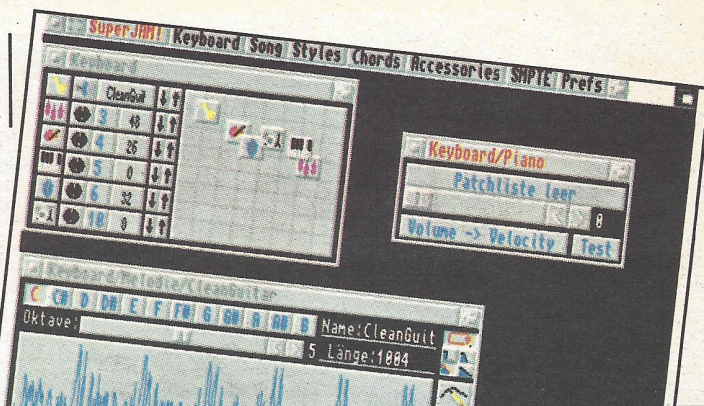 SuperJAM! Keyboard Song Styles Chords Accessories SMPTE Prefs
Keyboard
CleanGuit
3 48
4 26
5 0
6 32
10 0
Keyboard/Piano
Patchliste leer
0
Volume -> Velocity Test
Keyboard/Melodie/CleanGuitar
C C# D D# E F F# G G# A A# B
Oktave: 5
Name:CleanGuit
Länge:1004